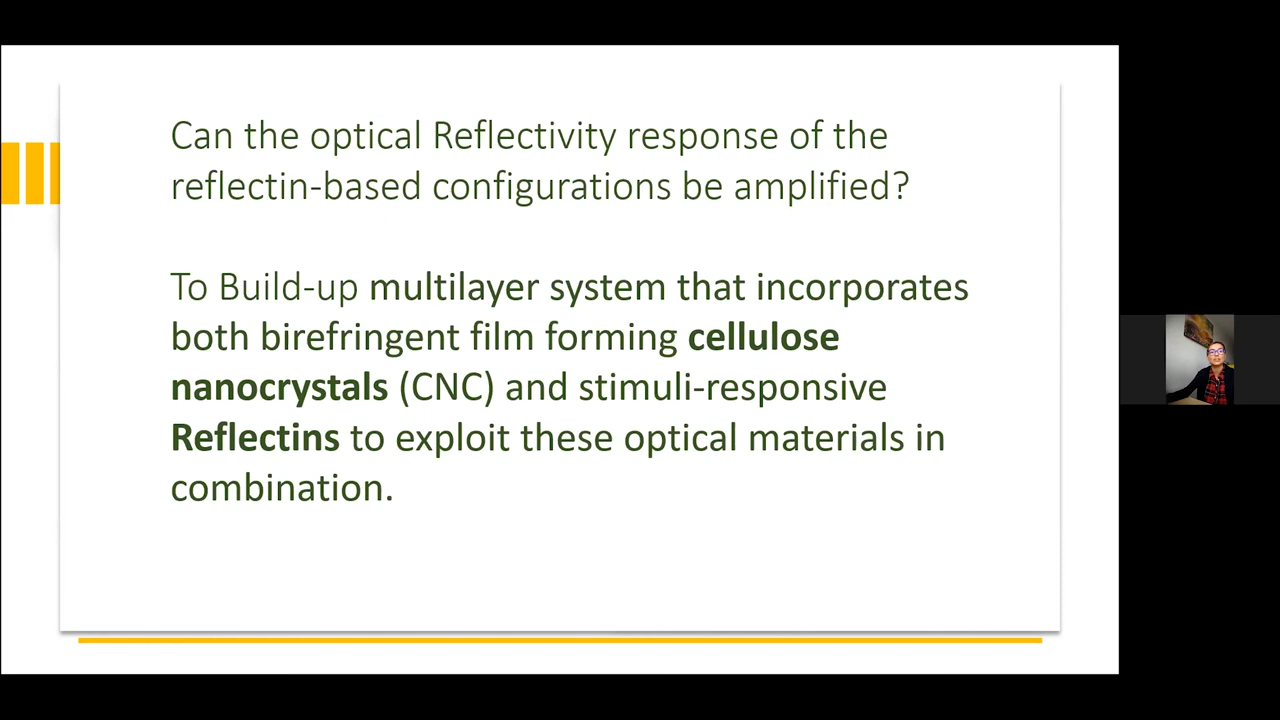 Can the optical Reflectivity response of the
reflectin-based configurations be amplified?
To Build-up multilayer system that incorporates
both birefringent film forming cellulose
nanocrystals (CNC) and stimuli-responsive
Reflectins to exploit these optical materials in
combination.